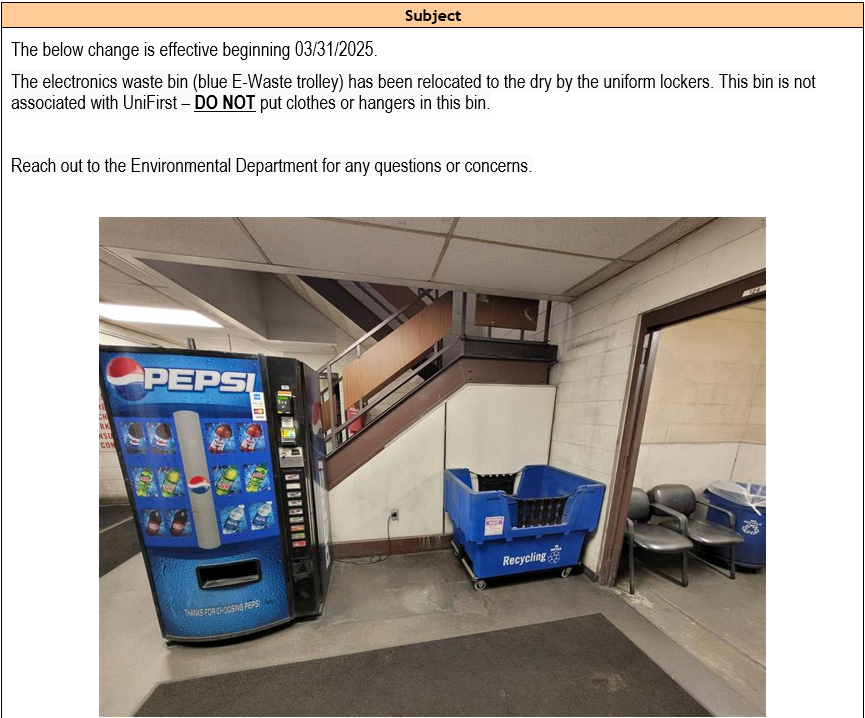 Subject
The below change is effective beginning 03/31/2025.
The electronics waste bin (blue E-Waste trolley) has been relocated to the dry by the uniform lockers. This bin is not
associated with UniFirst – DO NOT put clothes or hangers in this bin.
Reach out to the Environmental Department for any questions or concerns.
PEPSI
THANKS FOR CHOOSING PEPSI
Recycling